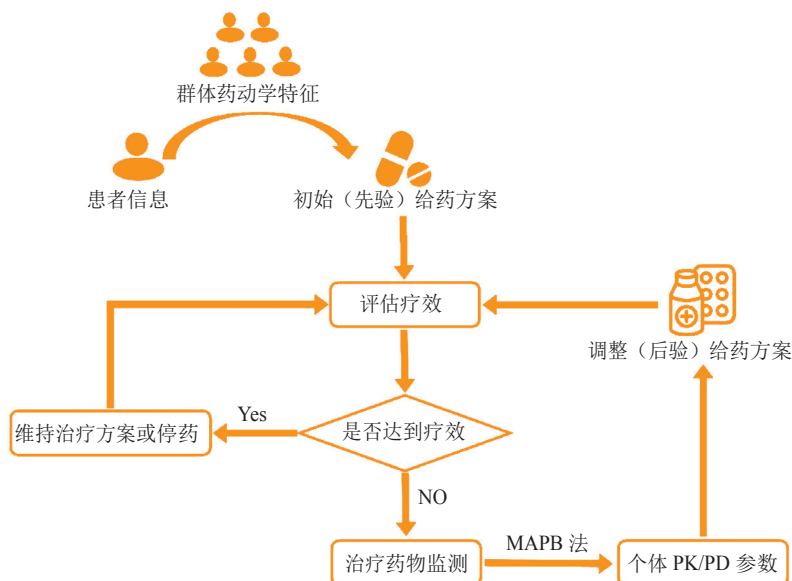 群体药动学特征
患者信息
初始（先验）给药方案
评估疗效
调整（后验）给药方案
Yes
维持治疗方案或停药
是否达到疗效
NO
治疗药物监测
MAPB 法
个体 PK/PD 参数